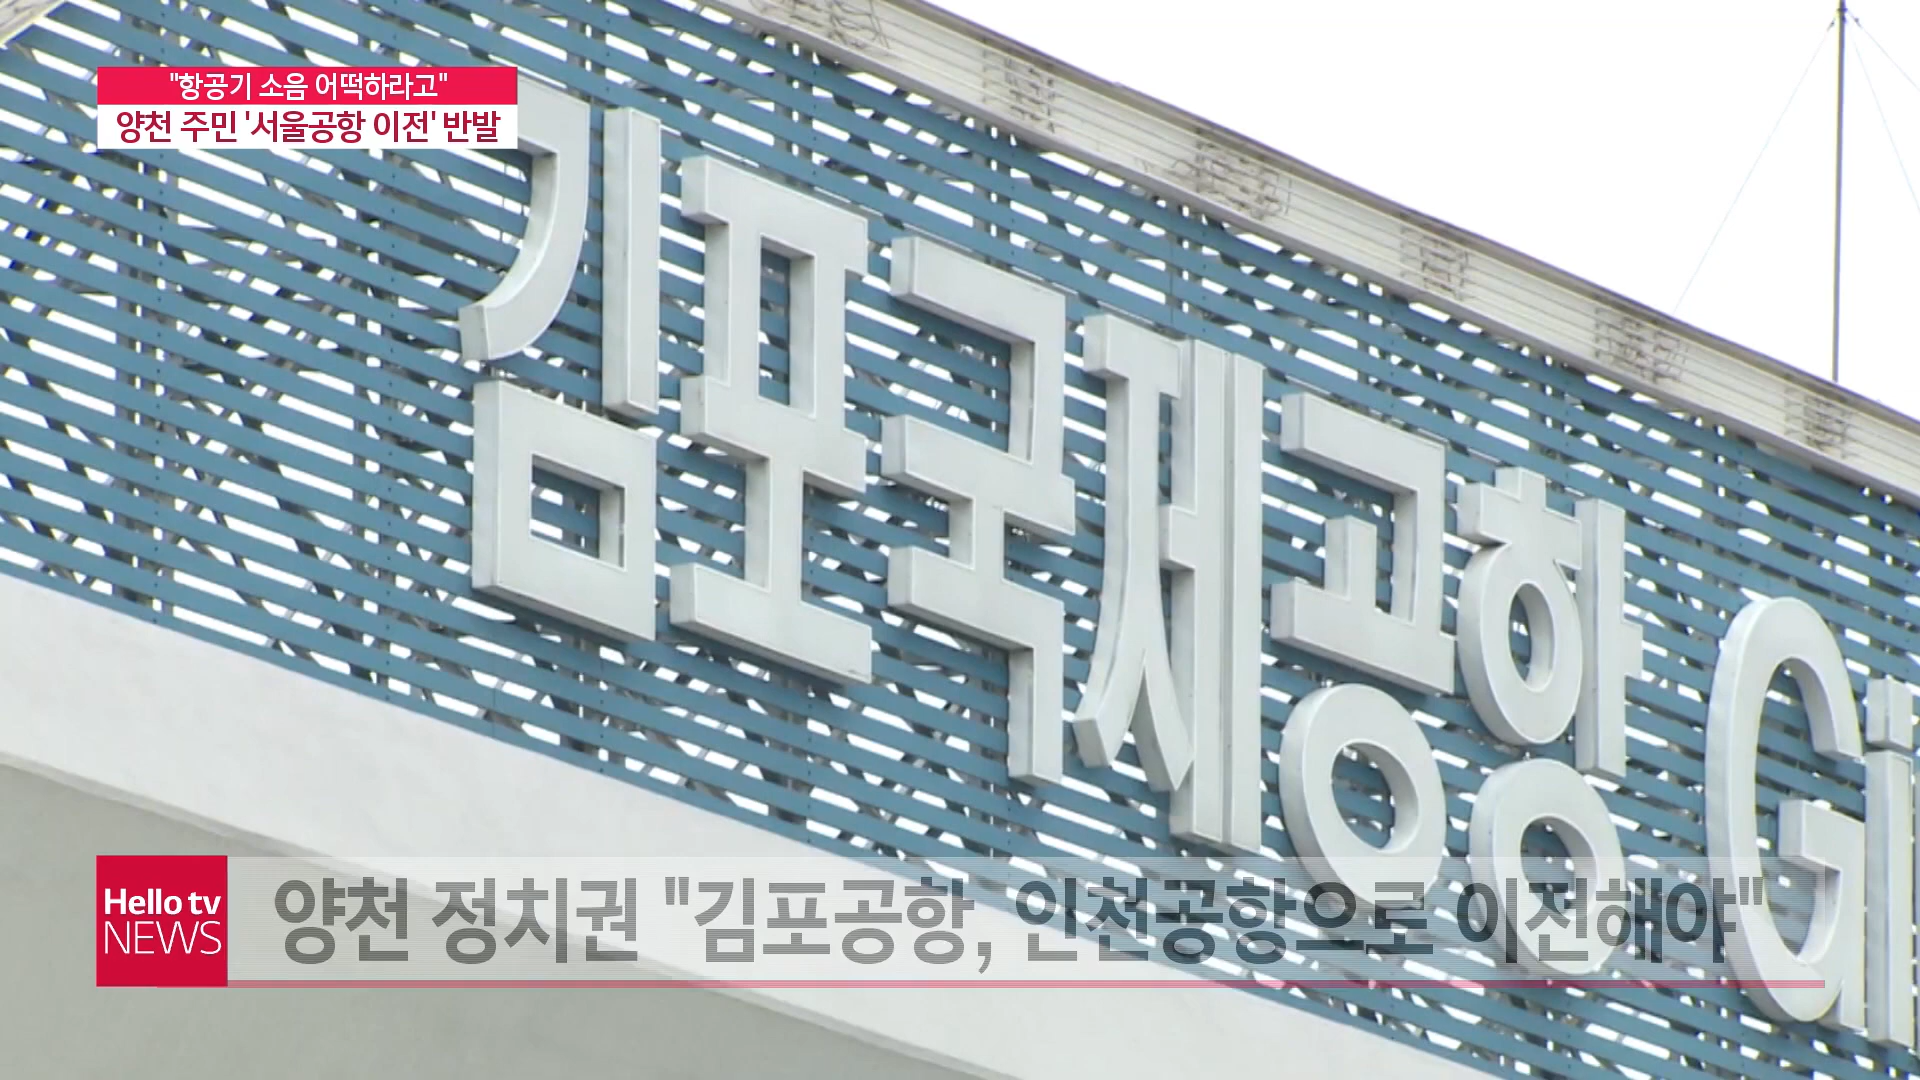 "항공기 소음 어떡하라고"
양천 주민 '서울공항 이전' 반발
김포국제공항 Gi
Hello tv
NEWS
양천 정치권 "김포공항, 인천공항으로 이전해야"